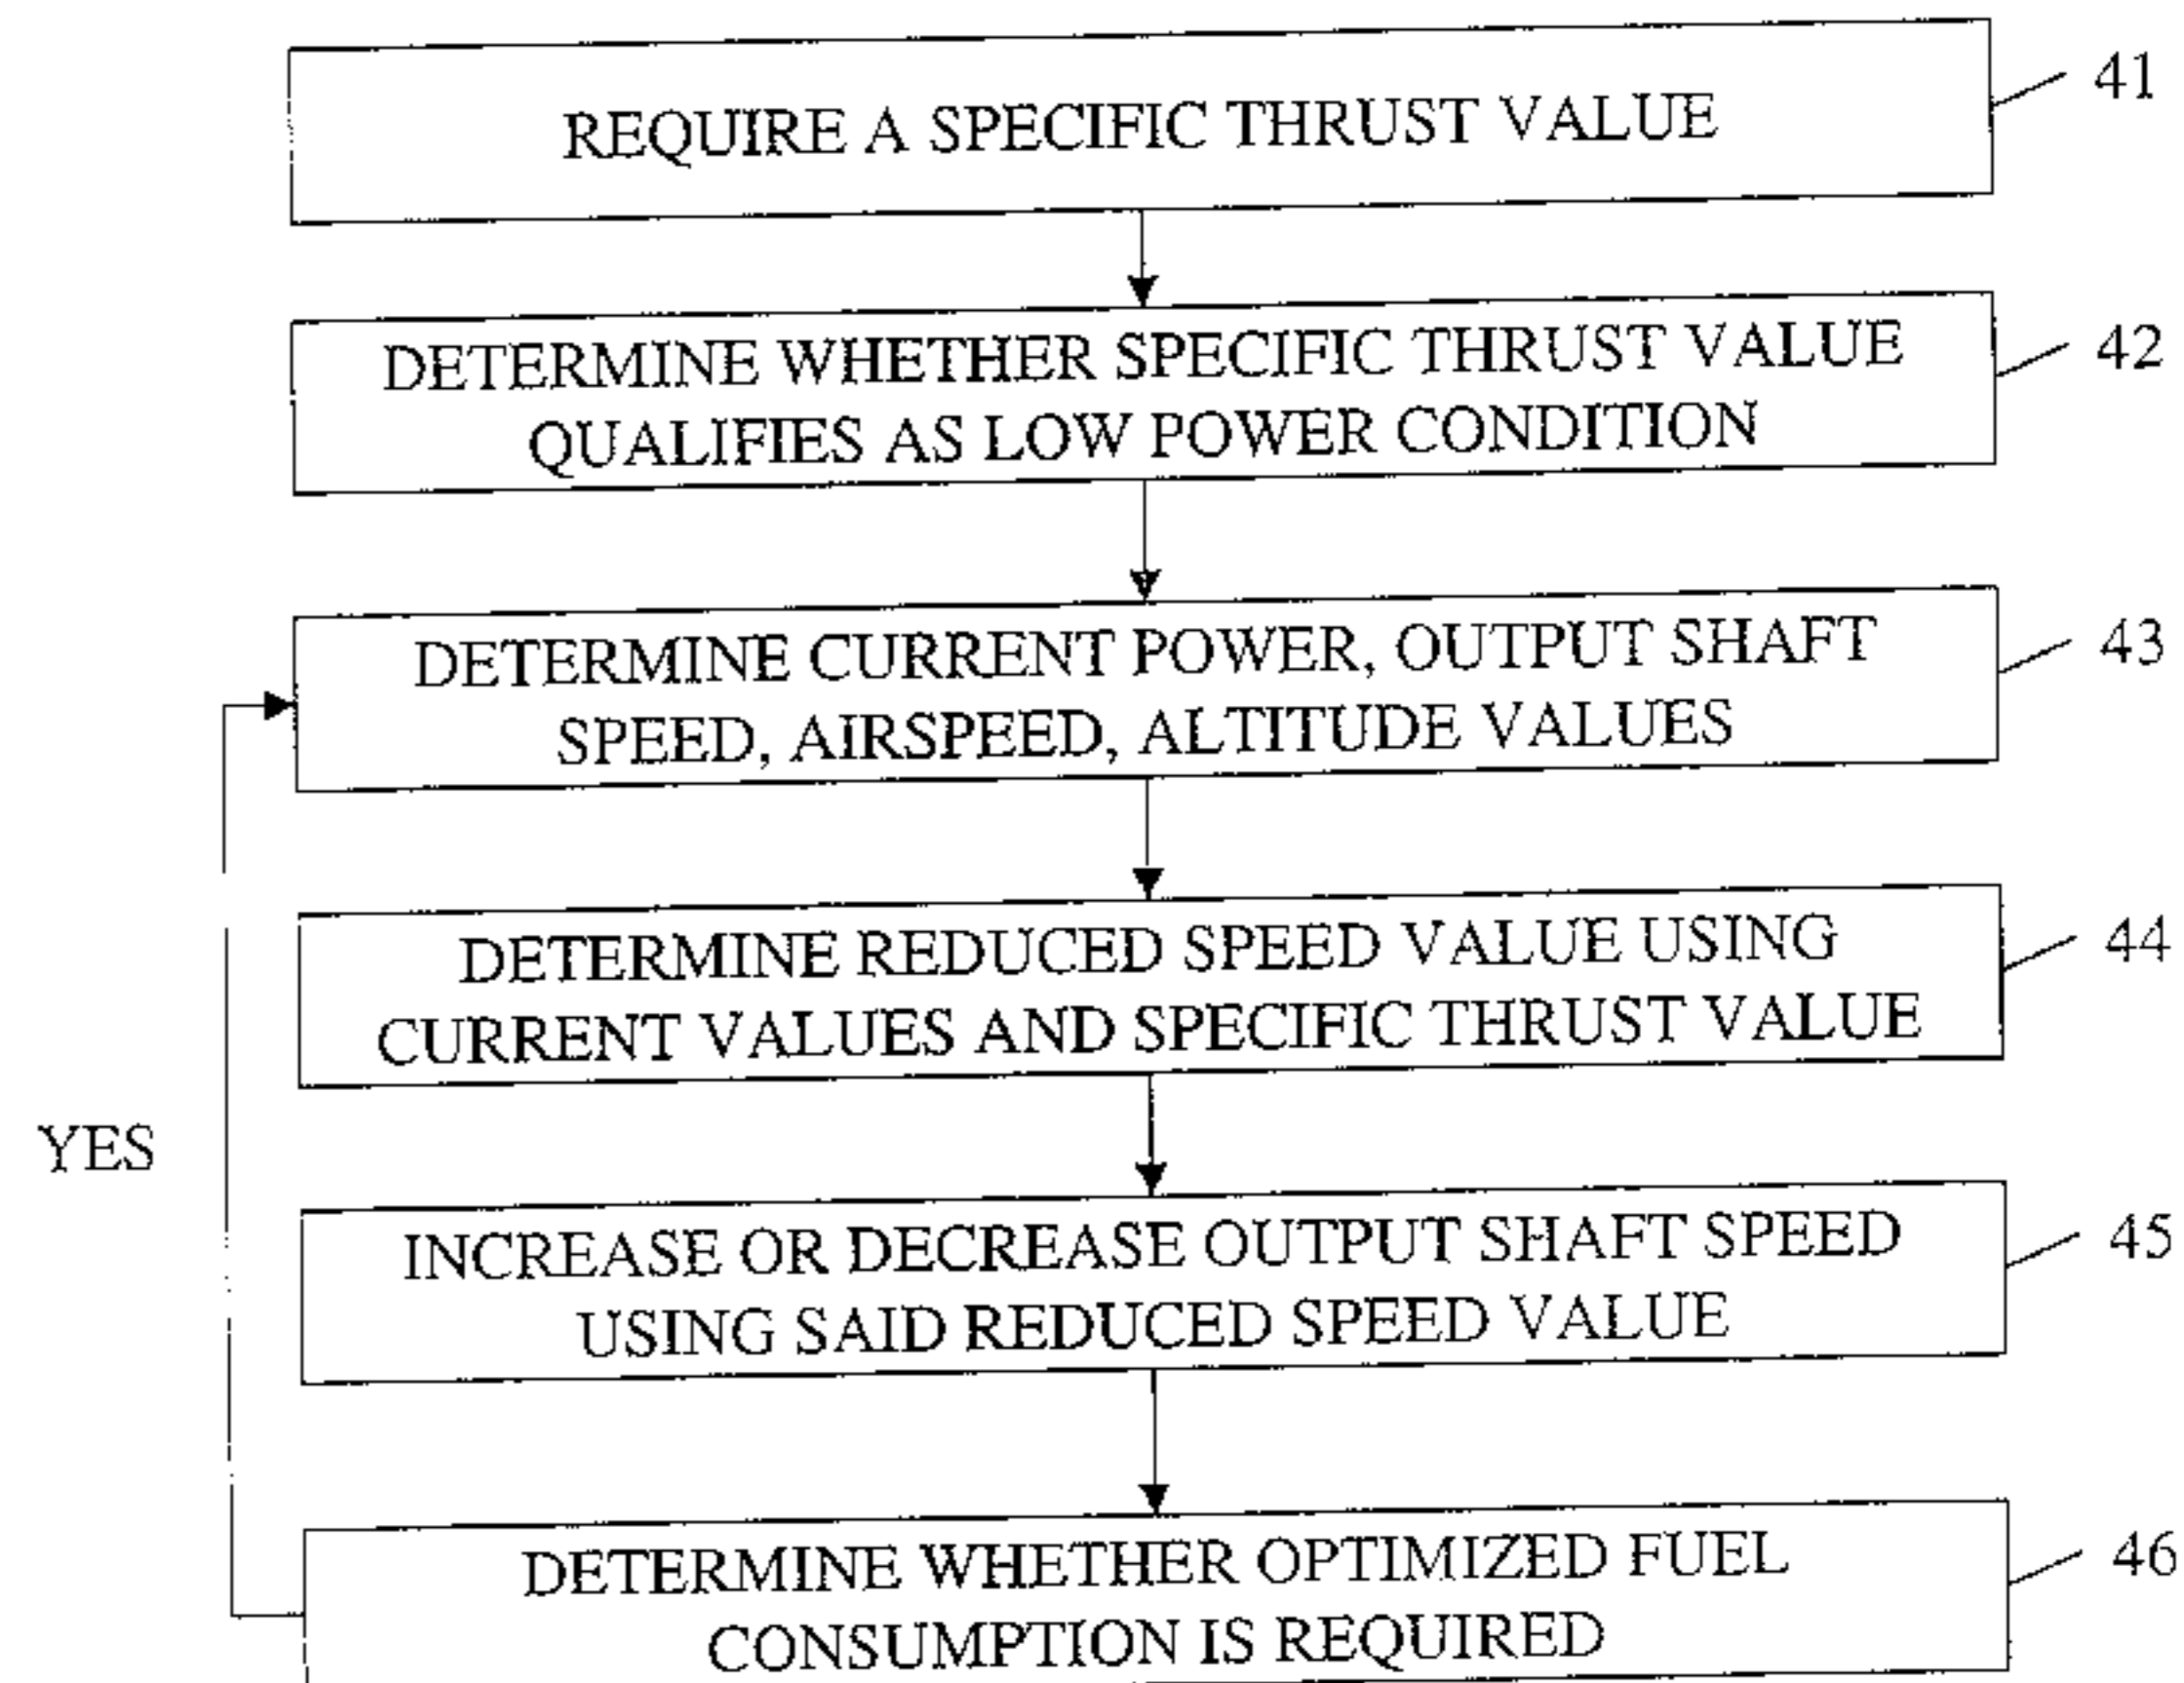 REQUIRE A SPECIFIC THRUST VALUE
41
DETERMINE WHETHER SPECIFIC THRUST VALUE
QUALIFIES AS LOW POWER CONDITION
42
DETERMINE CURRENT POWER, OUTPUT SHAFT
SPEED, AIRSPEED, ALTITUDE VALUES
43
DETERMINE REDUCED SPEED VALUE USING
CURRENT VALUES AND SPECIFIC THRUST VALUE
44
YES
INCREASE OR DECREASE OUTPUT SHAFT SPEED
USING SAID REDUCED SPEED VALUE
45
DETERMINE WHETHER OPTIMIZED FUEL
CONSUMPTION IS REQUIRED
46